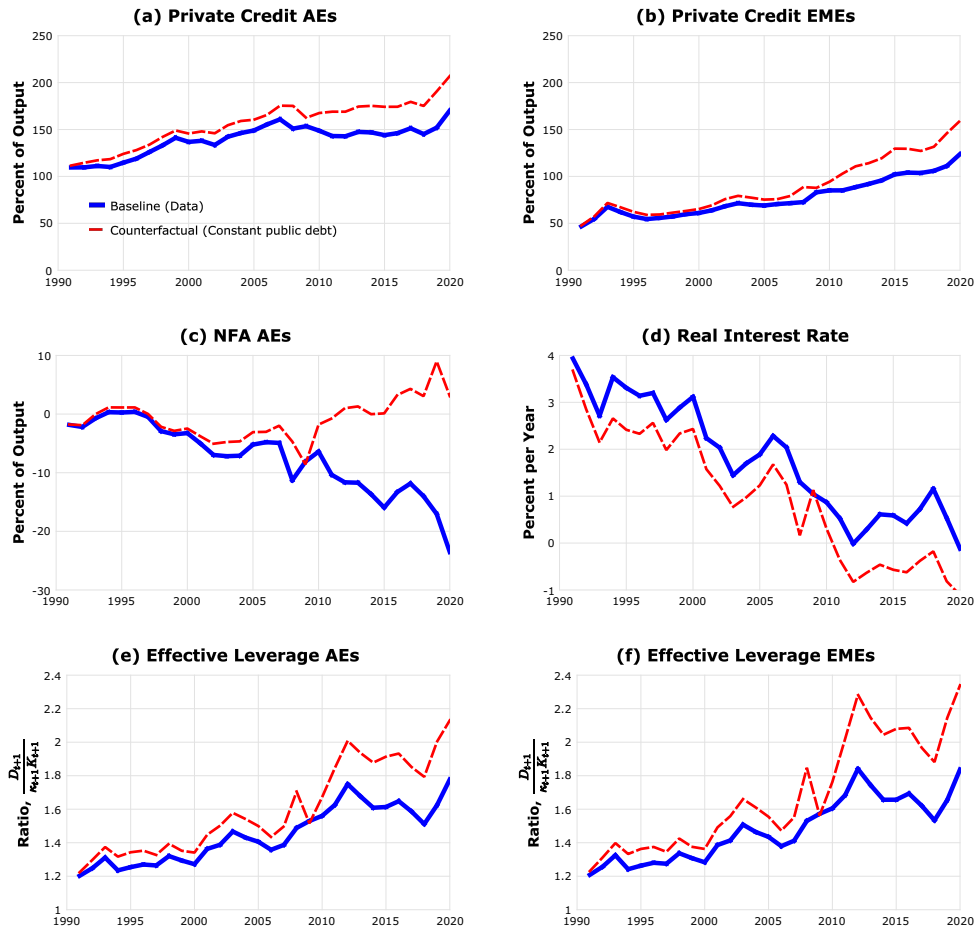 (a) Private Credit AEs
Percent of Output
250
200
150
100
50
0
Baseline (Data)
Counterfactual (Constant public debt)
1990 1995 2000 2005 2010 2015 2020
(b) Private Credit EMEs
Percent of Output
250
200
150
100
50
0
1990 1995 2000 2005 2010 2015 2020
(c) NFA AEs
Percent of Output
10
0
-10
-20
-30
1990 1995 2000 2005 2010 2015 2020
(d) Real Interest Rate
Percent per Year
4
3
2
1
0
-1
1990 1995 2000 2005 2010 2015 2020
(e) Effective Leverage AEs
Ratio, D_{t+1} / κ_{t+1}K_{t+1}
2.4
2.2
2
1.8
1.6
1.4
1.2
1
1990 1995 2000 2005 2010 2015 2020
(f) Effective Leverage EMEs
Ratio, D_{t+1} / κ_{t+1}K_{t+1}
2.4
2.2
2
1.8
1.6
1.4
1.2
1
1990 1995 2000 2005 2010 2015 2020